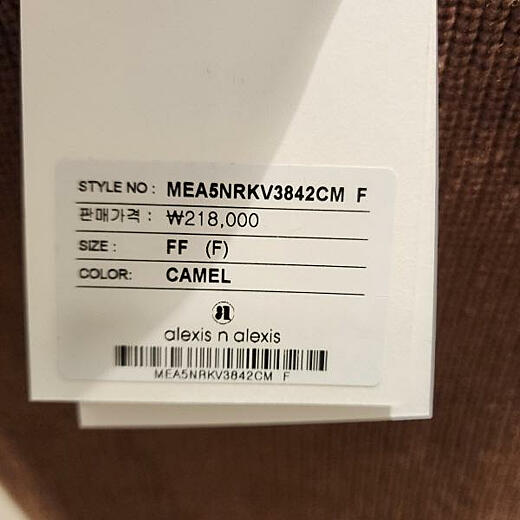 STYLE NO : MEA5NRKV3842CM F
판매가격 : ₩218,000
SIZE : FF (F)
COLOR: CAMEL
alexis n alexis
MEA5NRKV3842CM F